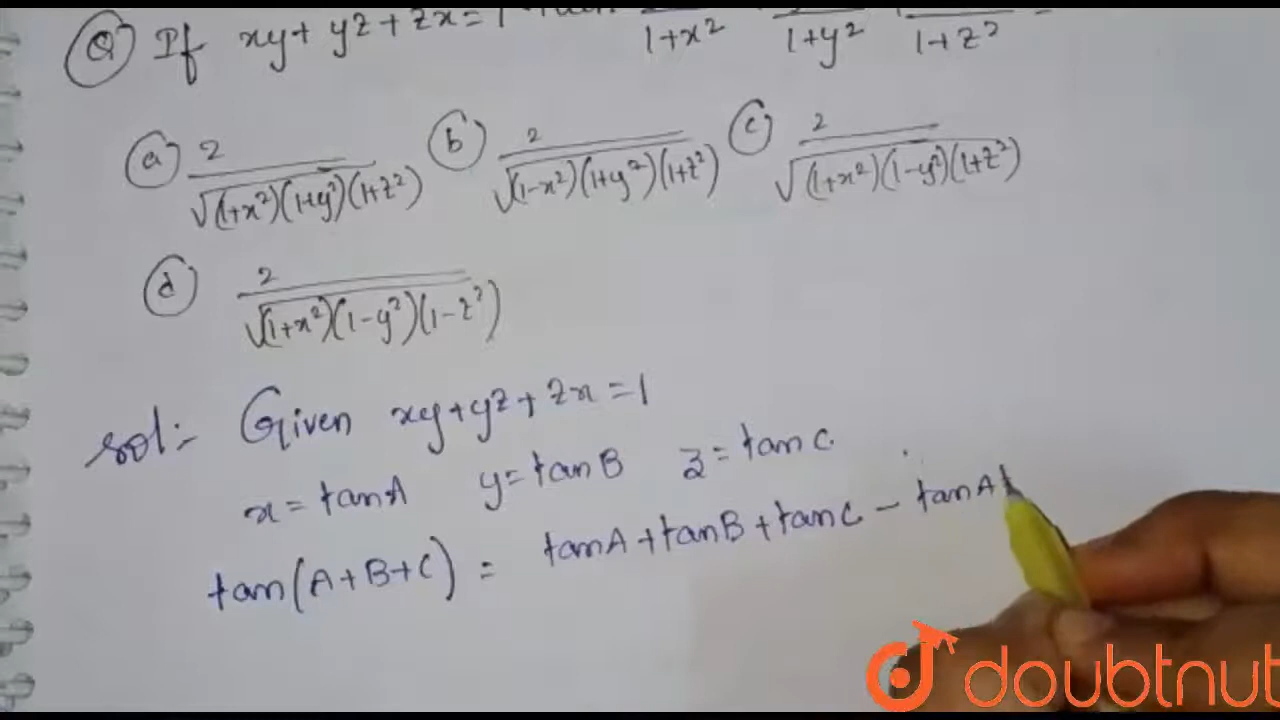 Q If xy + yz + zx = 1
1+x² 1+y² 1+z² =
a 2/√(1+x²)(1+y²)(1+z²) b 2/√(1-x²)(1+y²)(1+z²) c 2/√(1+x²)(1-y²)(1+z²)
d 2/√(1+x²)(1-y²)(1-z²)
Sol:- Given xy+yz+zx=1
x = tanA y = tanB z = tanC
tan(A+B+C) = tanA + tanB + tanC - tanA t
doubtnut